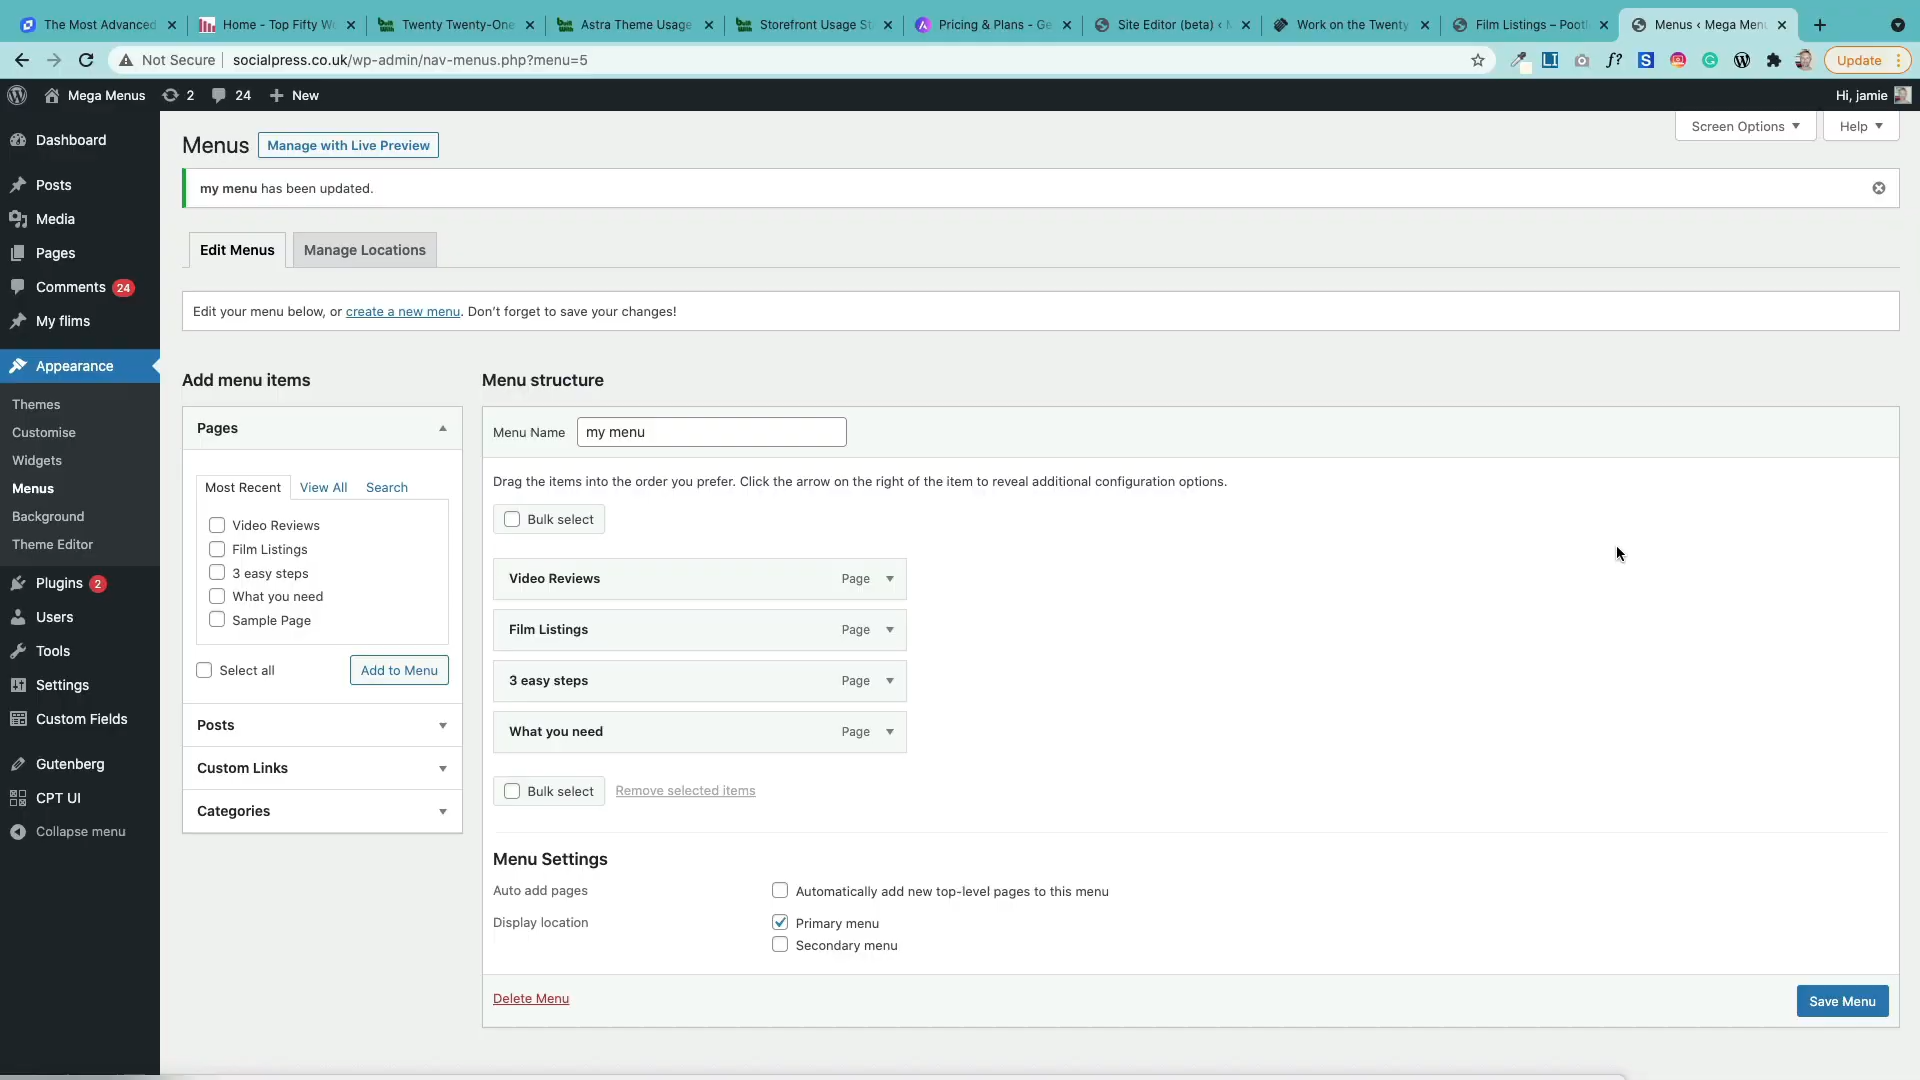 The Most Advanced
Home - Top Fifty Wo
Twenty Twenty-One
Astra Theme Usage
Storefront Usage St
Pricing & Plans - Ge
Site Editor (beta) ‹ M
Work on the Twenty
Film Listings – Pootl
Menus ‹ Mega Menu
Not Secure
socialpress.co.uk/wp-admin/nav-menus.php?menu=5
Update
Mega Menus
2
24
New
Hi, jamie
Dashboard
Posts
Media
Pages
Comments 24
My flims
Appearance
Themes
Customise
Widgets
Menus
Background
Theme Editor
Plugins 2
Users
Tools
Settings
Custom Fields
Gutenberg
CPT UI
Collapse menu
Screen Options
Help
Menus
Manage with Live Preview
my menu has been updated.
Edit Menus
Manage Locations
Edit your menu below, or create a new menu. Don’t forget to save your changes!
Add menu items
Pages
Most Recent
View All
Search
Video Reviews
Film Listings
3 easy steps
What you need
Sample Page
Select all
Add to Menu
Posts
Custom Links
Categories
Menu structure
Menu Name
my menu
Drag the items into the order you prefer. Click the arrow on the right of the item to reveal additional configuration options.
Bulk select
Video Reviews Page
Film Listings Page
3 easy steps Page
What you need Page
Bulk select
Remove selected items
Menu Settings
Auto add pages
Automatically add new top-level pages to this menu
Display location
Primary menu
Secondary menu
Delete Menu
Save Menu